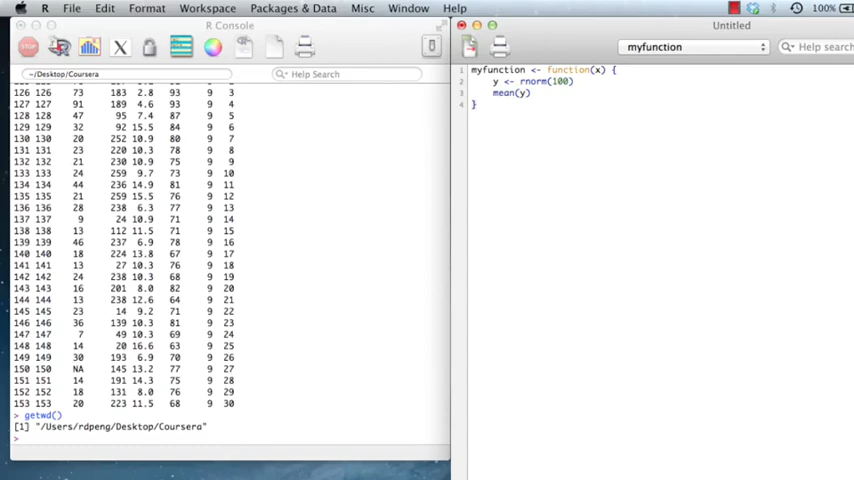 R File Edit Format Workspace Packages & Data Misc Window Help 100%
R Console
~/Desktop/Coursera
Help Search
126 126 73 183 2.8 93 9 3
127 127 91 189 4.6 93 9 4
128 128 47 95 7.4 87 9 5
129 129 32 92 15.5 84 9 6
130 130 20 252 10.9 80 9 7
131 131 23 220 10.3 78 9 8
132 132 21 230 10.9 75 9 9
133 133 24 259 9.7 73 9 10
134 134 44 236 14.9 81 9 11
135 135 21 259 15.5 76 9 12
136 136 28 238 6.3 77 9 13
137 137 9 24 10.9 71 9 14
138 138 13 112 11.5 71 9 15
139 139 46 237 6.9 78 9 16
140 140 18 224 13.8 67 9 17
141 141 13 27 10.3 76 9 18
142 142 24 238 10.3 68 9 19
143 143 16 201 8.0 82 9 20
144 144 13 238 12.6 64 9 21
145 145 23 14 9.2 71 9 22
146 146 36 139 10.3 81 9 23
147 147 7 49 10.3 69 9 24
148 148 14 20 16.6 63 9 25
149 149 30 193 6.9 70 9 26
150 150 NA 145 13.2 77 9 27
151 151 14 191 14.3 75 9 28
152 152 18 131 8.0 76 9 29
153 153 20 223 11.5 68 9 30
> getwd()
[1] "/Users/rdpeng/Desktop/Coursera"
>
Untitled
myfunction
Help search
1 myfunction <- function(x) {
2 y <- rnorm(100)
3 mean(y)
4 }